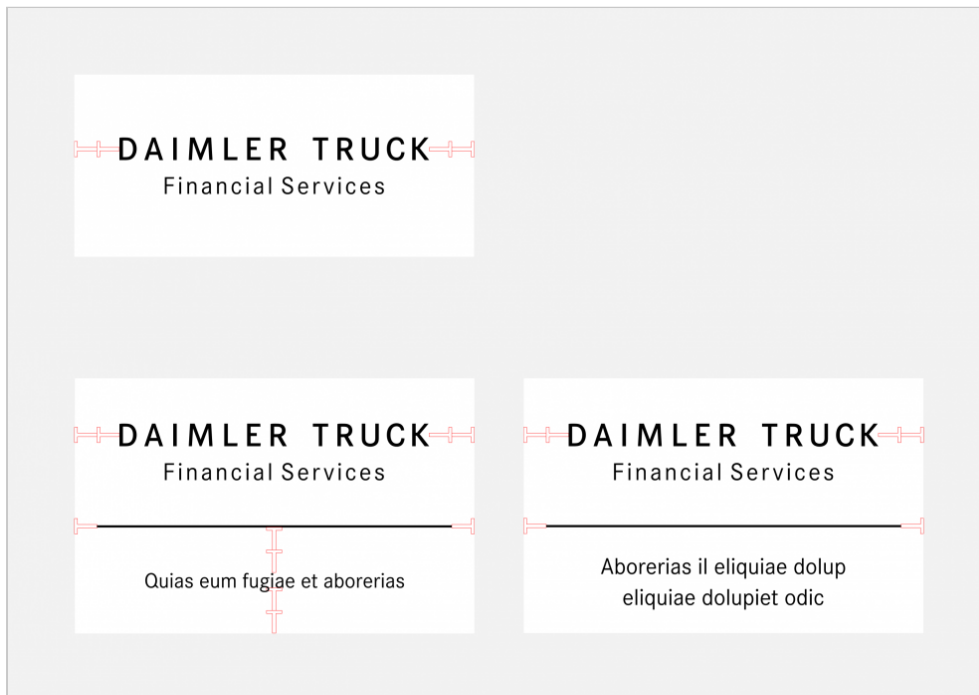 DAIMLER TRUCK
Financial Services
DAIMLER TRUCK
Financial Services
Quias eum fugiae et aborerias
DAIMLER TRUCK
Financial Services
Aborerias il eliquiae dolup
eliquiae dolupiet odic